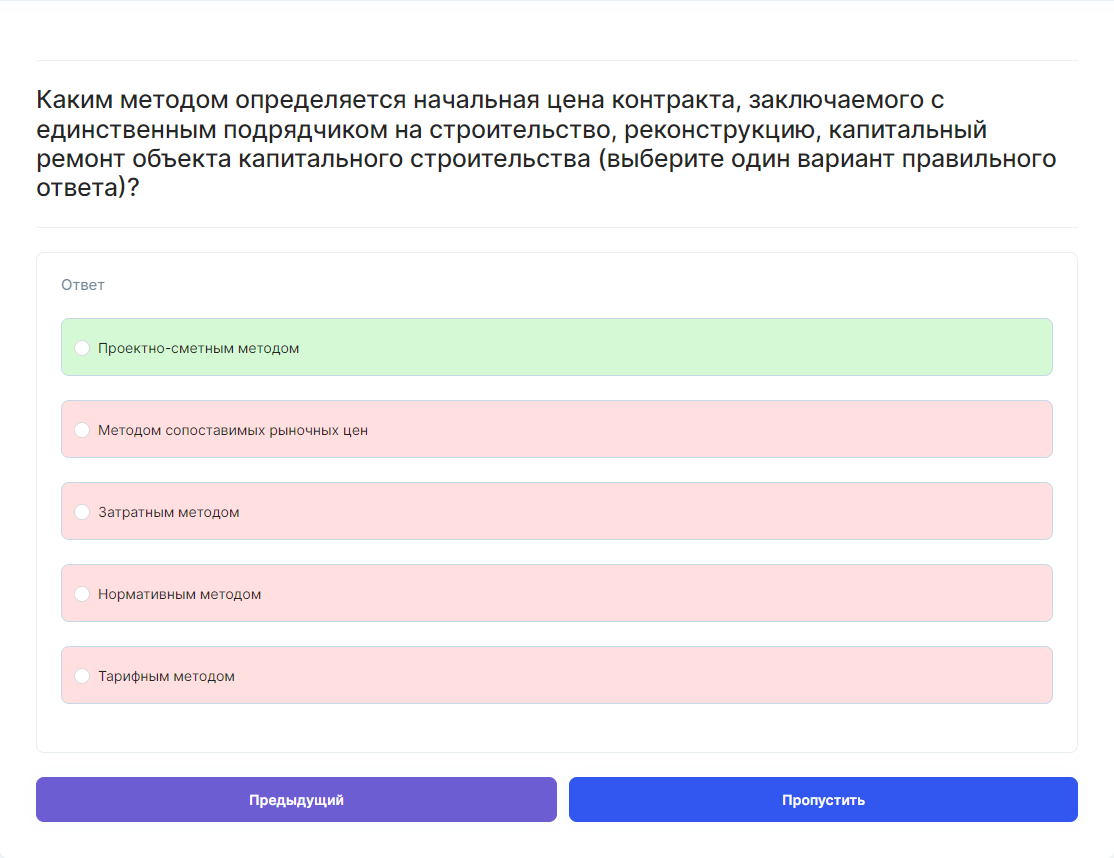 Каким методом определяется начальная цена контракта, заключаемого с
единственным подрядчиком на строительство, реконструкцию, капитальный
ремонт объекта капитального строительства (выберите один вариант правильного
ответа)?
Ответ
Проектно-сметным методом
Методом сопоставимых рыночных цен
Затратным методом
Нормативным методом
Тарифным методом
Предыдущий
Пропустить